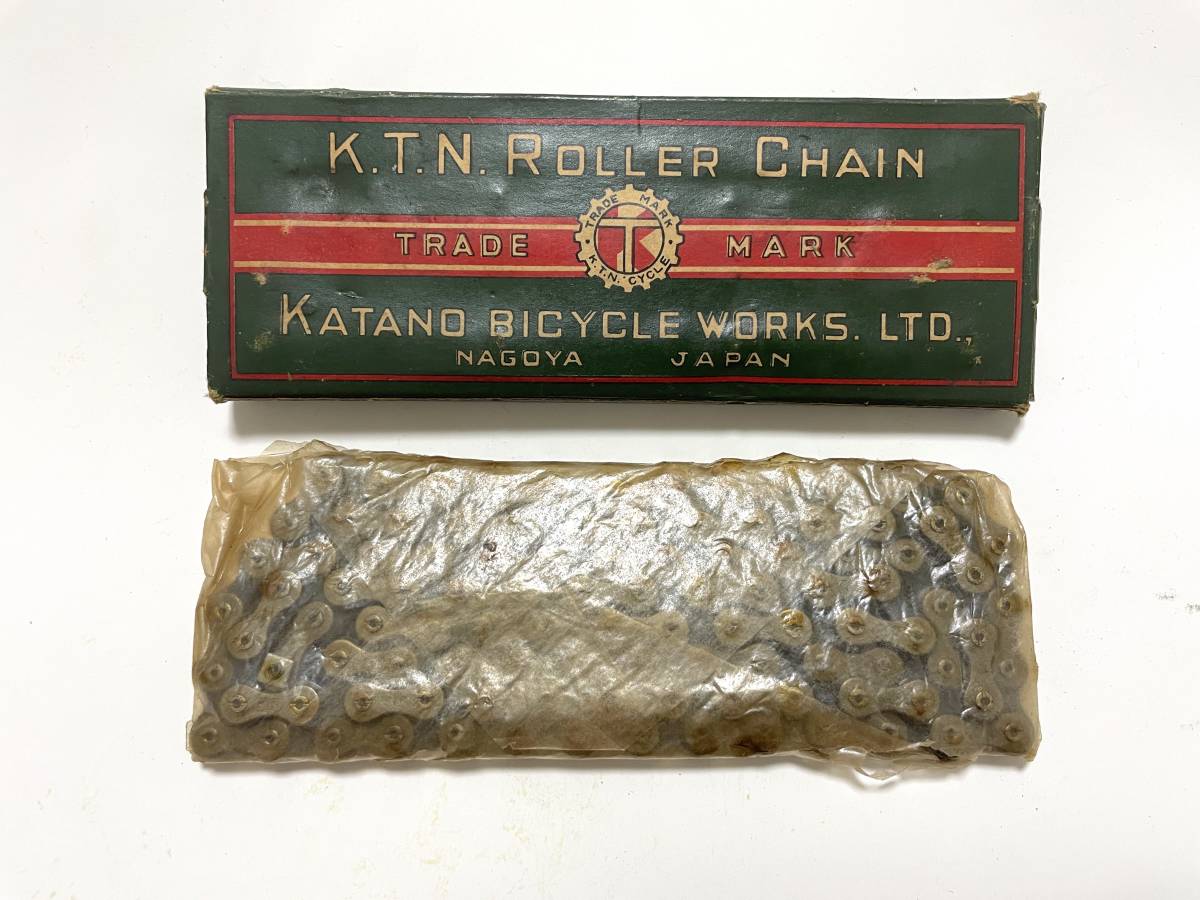 K.T.N. ROLLER CHAIN
TRADE MARK
TRADE MARK
K
T
K.T.N. CYCLE
KATANO BICYCLE WORKS. LTD.,
NAGOYA JAPAN